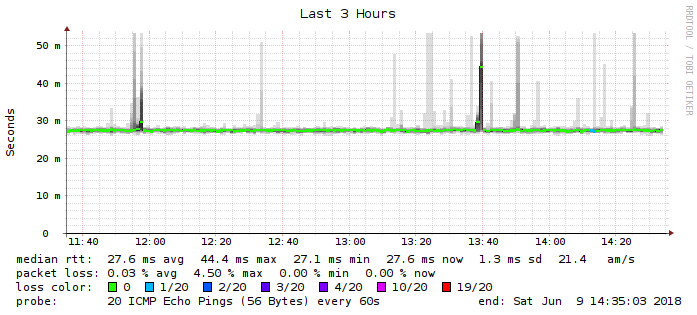 Last 3 Hours
RRDTOOL / TOBI OETIKER
Seconds
50 m
40 m
30 m
20 m
10 m
0
11:40 12:00 12:20 12:40 13:00 13:20 13:40 14:00 14:20
median rtt: 27.6 ms avg 44.4 ms max 27.1 ms min 27.6 ms now 1.3 ms sd 21.4 am/s
packet loss: 0.03 % avg 4.50 % max 0.00 % min 0.00 % now
loss color: 0 1/20 2/20 3/20 4/20 10/20 19/20
probe: 20 ICMP Echo Pings (56 Bytes) every 60s end: Sat Jun 9 14:35:03 2018